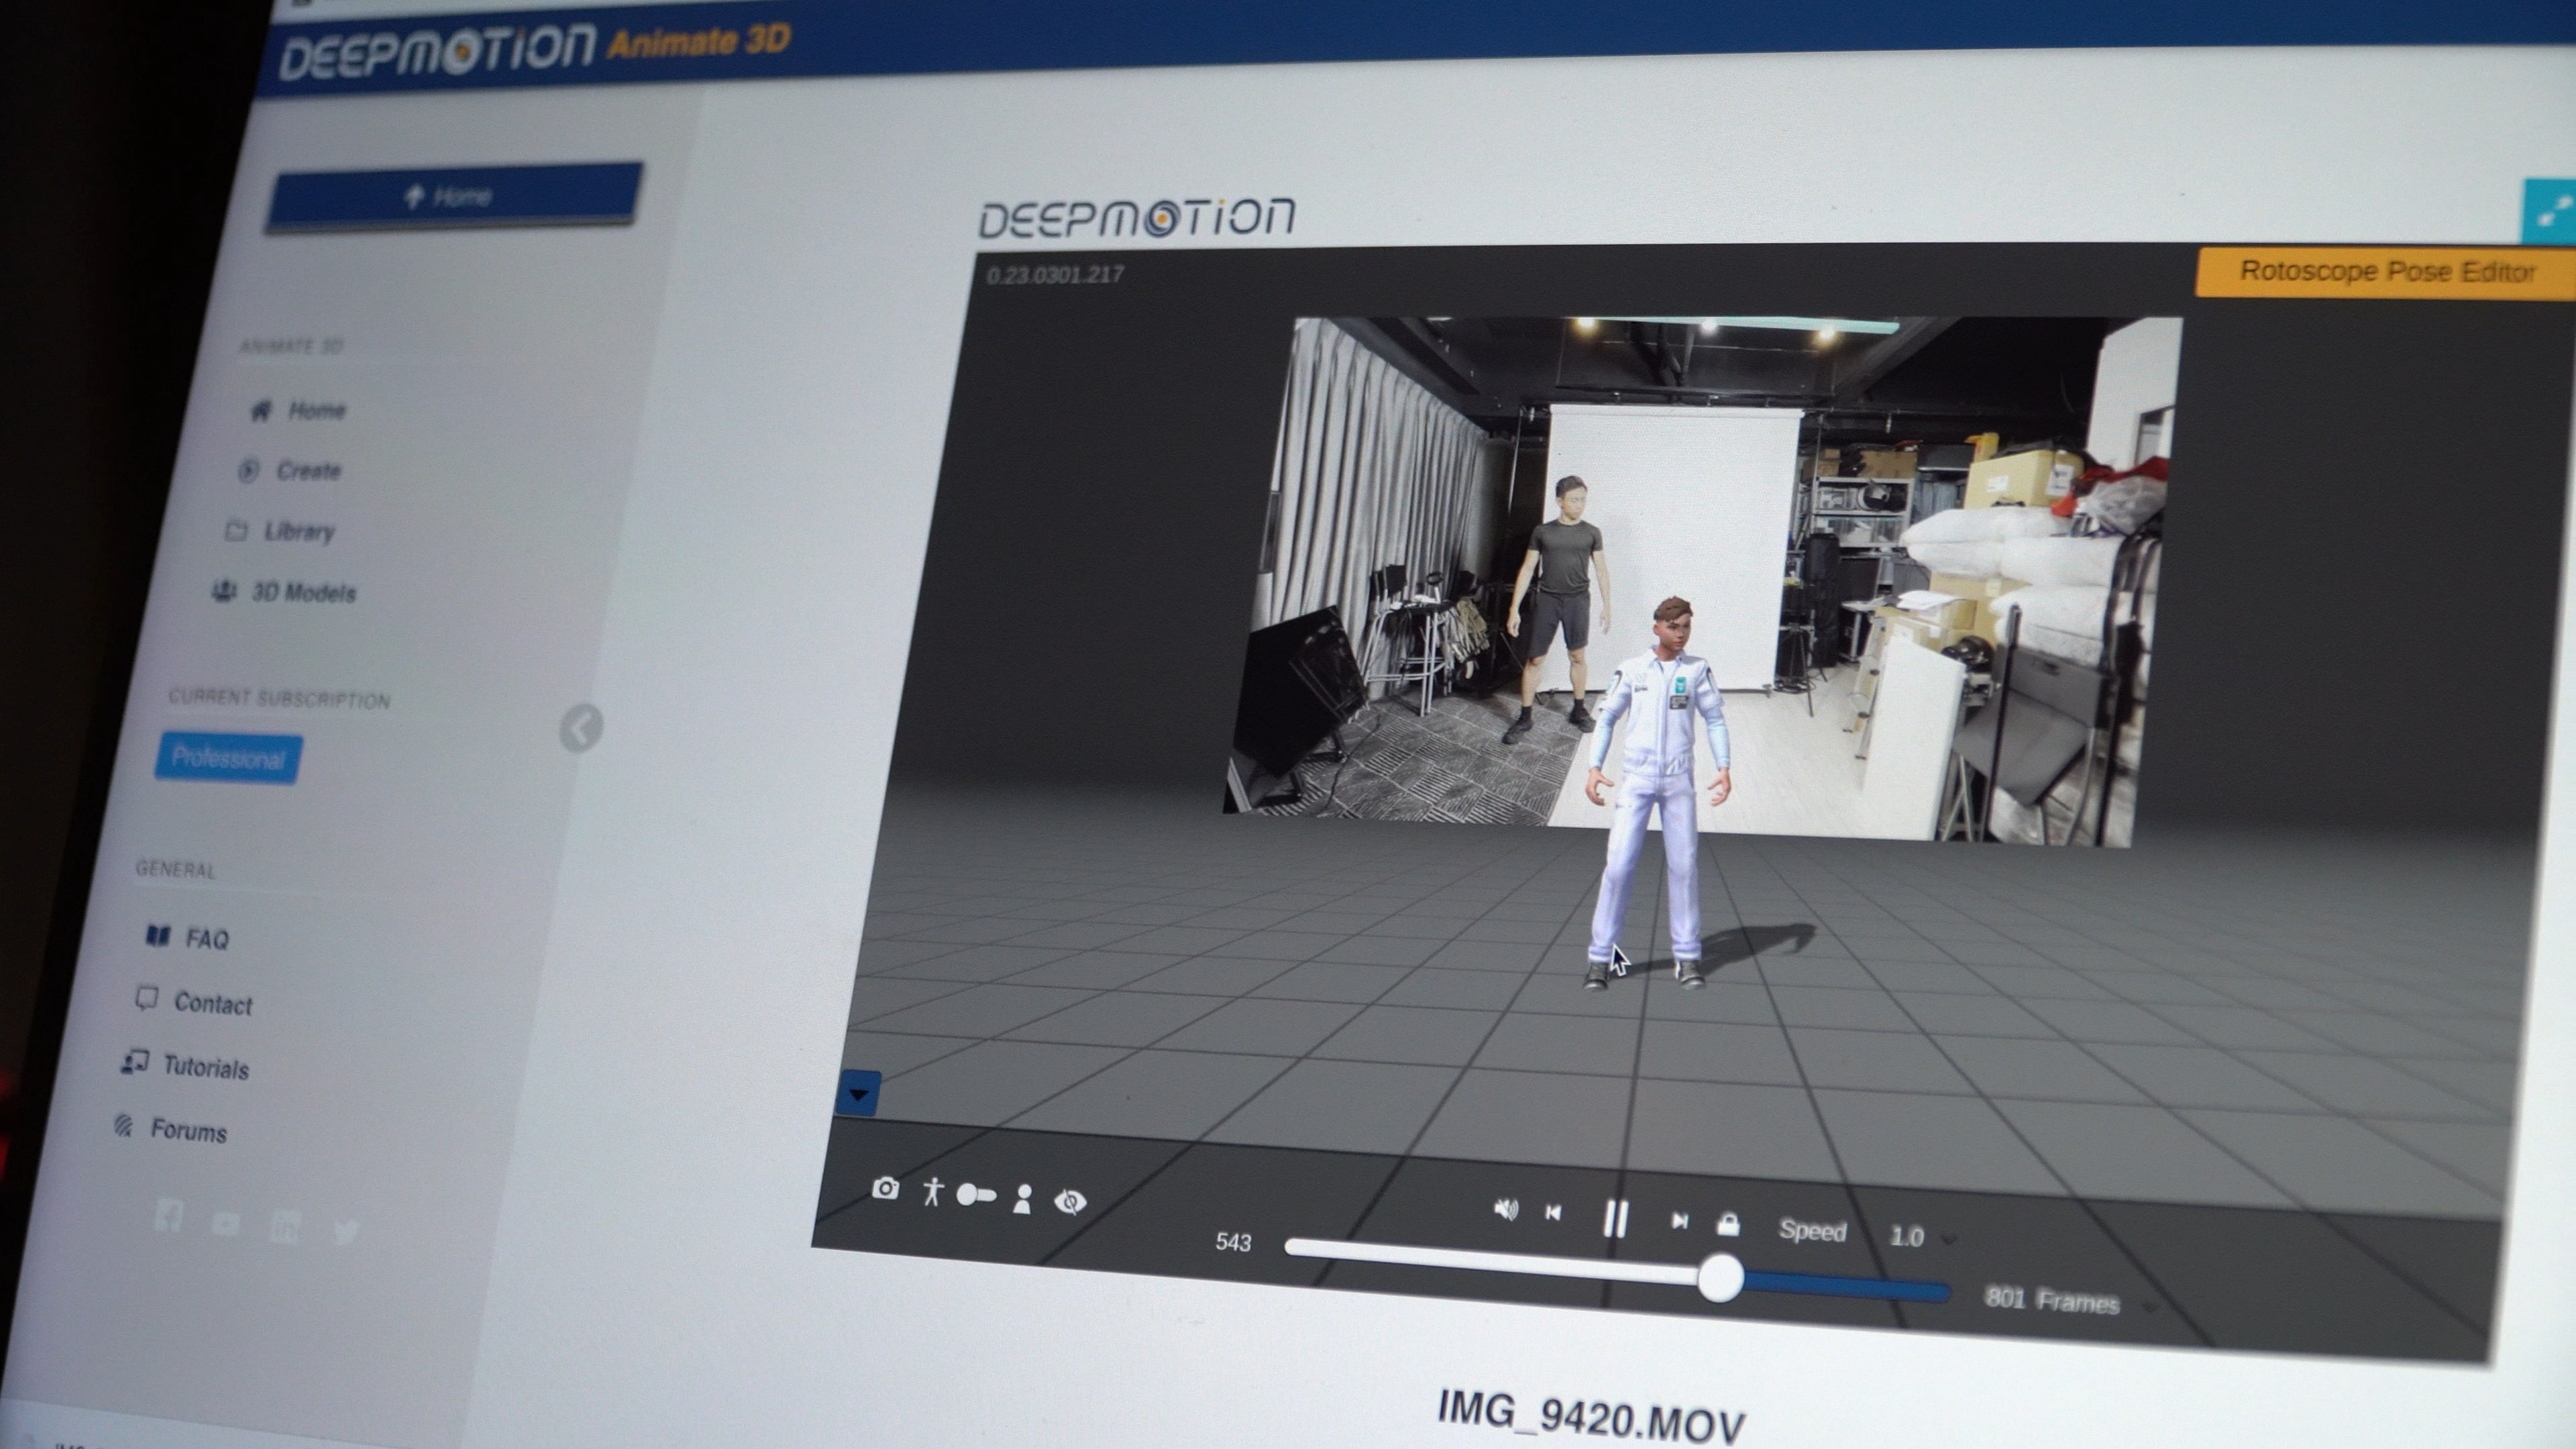 DEEPMOTION Animate 3D
Home
ANIMATE 3D
Home
Create
Library
3D Models
CURRENT SUBSCRIPTION
Professional
GENERAL
FAQ
Contact
Tutorials
Forums
DEEPMOTION
0.23.0301.217
Rotoscope Pose Editor
Speed 1.0
543
801 Frames
IMG_9420.MOV